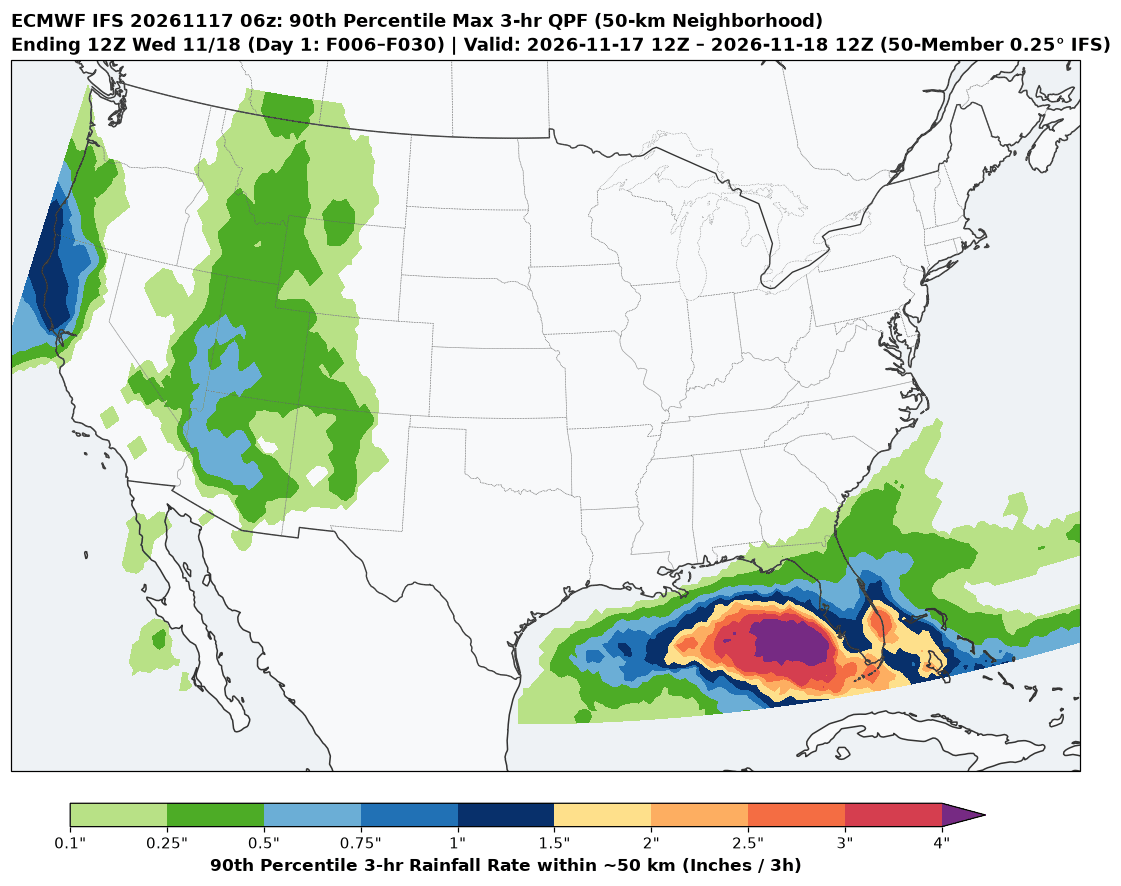 ECMWF IFS 20261117 06z: 90th Percentile Max 3-hr QPF (50-km Neighborhood)
Ending 12Z Wed 11/18 (Day 1: F006–F030) | Valid: 2026-11-17 12Z – 2026-11-18 12Z (50-Member 0.25° IFS)
0.1" 0.25" 0.5" 0.75" 1" 1.5" 2" 2.5" 3" 4"
90th Percentile 3-hr Rainfall Rate within ~50 km (Inches / 3h)